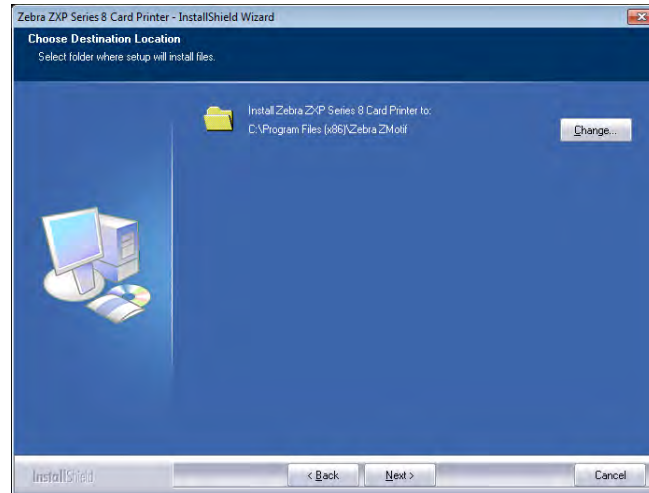 Zebra ZXP Series 8 Card Printer - InstallShield Wizard
Choose Destination Location
Select folder where setup will install files.
Install Zebra ZXP Series 8 Card Printer to:
C:\Program Files (x86)\Zebra ZMotif
Change...
InstallShield
< Back
Next >
Cancel